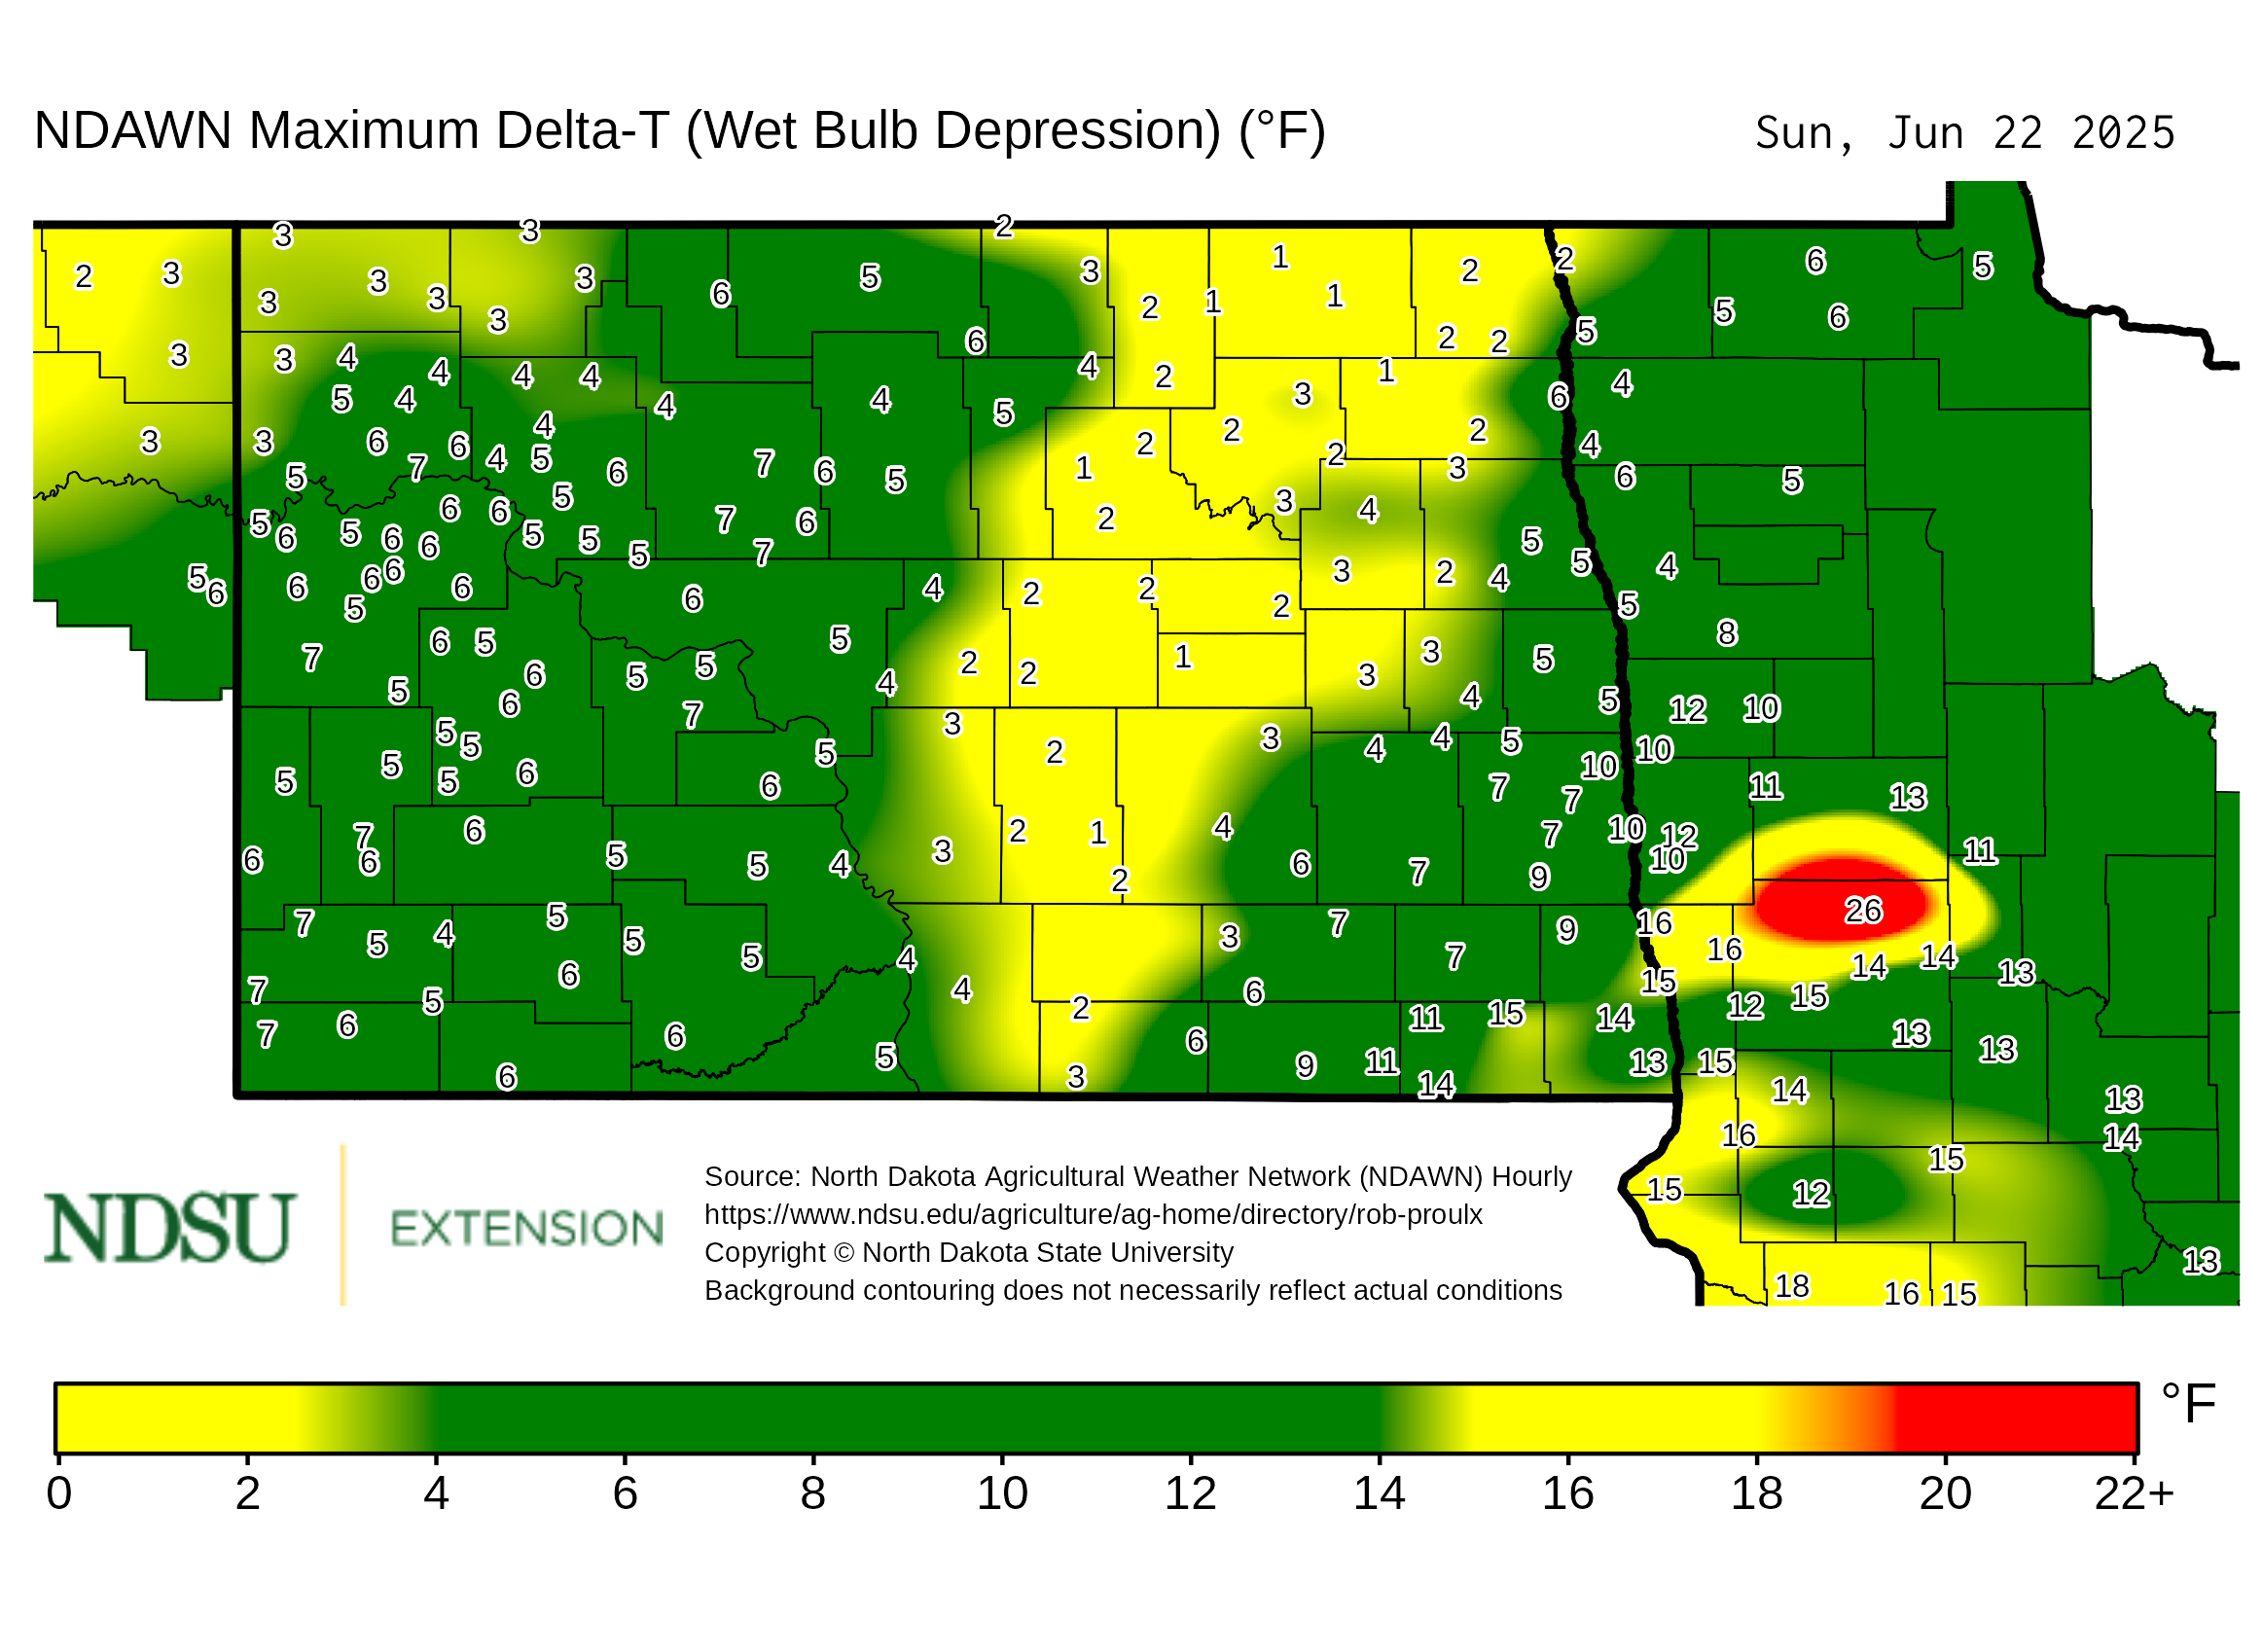 NDAWN Maximum Delta-T (Wet Bulb Depression) (°F)
Sun, Jun 22 2025
3 3 2
2 3 3 3 3 3 6 5 3 1 2 2 6 5
3 3 2 1 1 5 6
3 6 2 2 5
3 3 4 4 4 4 4 2 1 4
5 4 4 4 5 3 6
3 3 6 6 4 2 2 2 4
5 7 4 5 6 7 6 5 1 3 6 5
5 6 5 6 6 6 5 5 5 7 6 7 2 3 4 5
5 6 6 6 6 6 5 6 4 2 2 2 3 2 4 5 4 5
7 6 5 6 5 5 5 4 2 2 1 3 3 5 8
5 6 7 3 4 5 12 10
5 5 5 5 5 6 5 6 2 3 4 4 5 7 10 10
11 13
6 7 6 6 5 5 4 3 2 1 4 6 7 7 9 7 10 12 10 11
2
7 5 4 5 5 6 5 4 3 7 7 9 16 16 26
14 14 13
7 5 4 2 6 15 12 15
7 6 6 5 6 11 15 14 13 13
6 3 9 11 14 13 15 14 13
16 14
15 12 15
13
18 16 15
NDSU
EXTENSION
Source: North Dakota Agricultural Weather Network (NDAWN) Hourly
https://www.ndsu.edu/agriculture/ag-home/directory/rob-proulx
Copyright © North Dakota State University
Background contouring does not necessarily reflect actual conditions
°F
0 2 4 6 8 10 12 14 16 18 20 22+